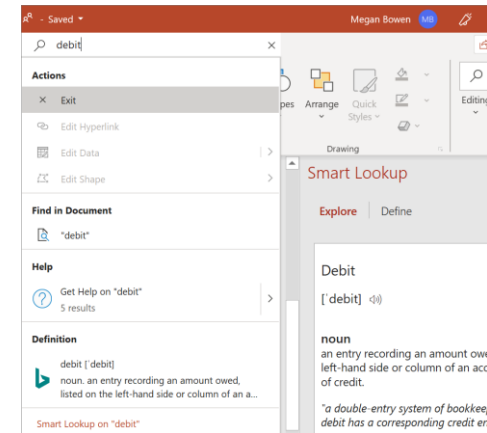 - Saved
Megan Bowen MB
debit
Actions
Exit
Edit Hyperlink
Edit Data
Edit Shape
Find in Document
"debit"
Help
Get Help on "debit"
5 results
Definition
debit [ˈdebit]
noun. an entry recording an amount owed,
listed on the left-hand side or column of an a...
Smart Lookup on "debit"
Arrange
Quick
Styles
Editing
Drawing
Smart Lookup
Explore
Define
Debit
[ˈdebit]
noun
an entry recording an amount
left-hand side or column of an
of credit.
"a double-entry system of
debit has a corresponding credit